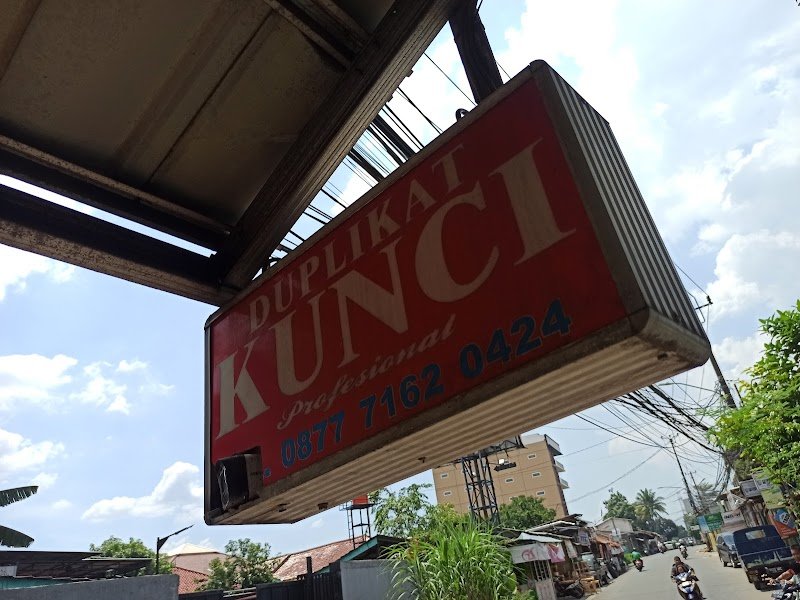 DUPLIKAT
KUNCI
Profesional
0877 7162 0424